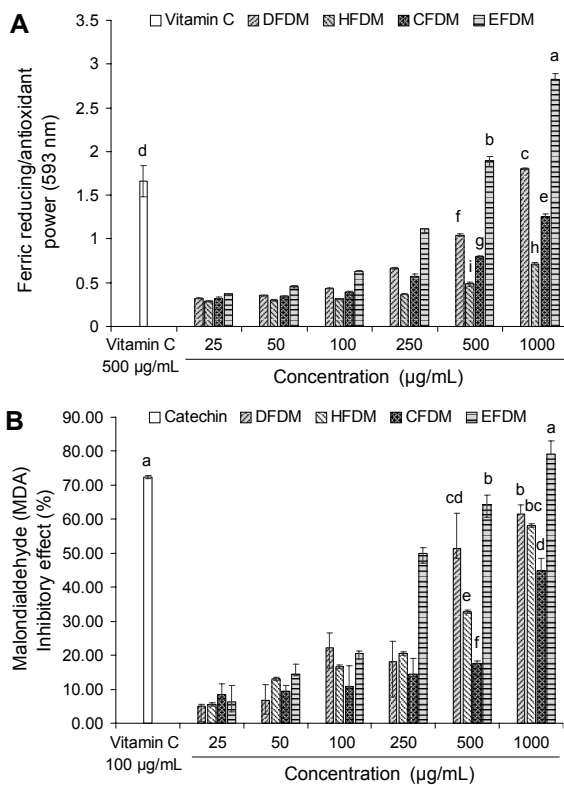 A
Vitamin C DFDM HFDM CFDM EFDM
Ferric reducing/antioxidant
power (593 nm)
3.5
3
2.5
2
1.5
1
0.5
0
d
f
i
g
b
c
h
e
a
Vitamin C
500 µg/mL
25 50 100 250 500 1000
Concentration (µg/mL)
B
Catechin DFDM HFDM CFDM EFDM
Malondialdehyde (MDA)
Inhibitory effect (%)
90.00
80.00
70.00
60.00
50.00
40.00
30.00
20.00
10.00
0.00
a
cd
e
f
b
b
bc
d
a
Vitamin C
100 µg/mL
25 50 100 250 500 1000
Concentration (µg/mL)